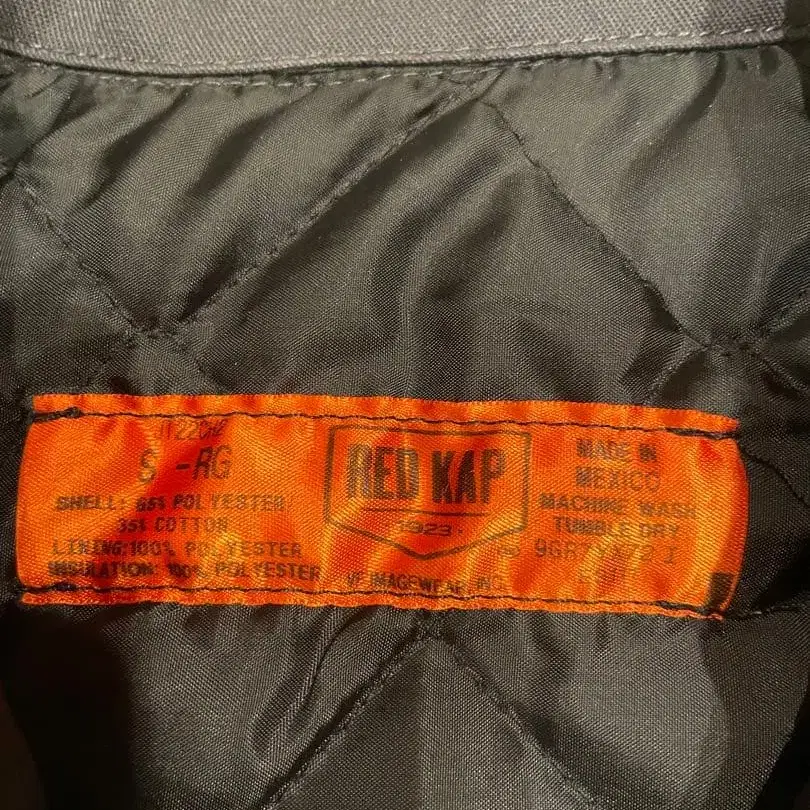 JT22CH2
S -RG
SHELL: 65% POLYESTER
35% COTTON
LINING:100% POLYESTER
INSULATION: 100% POLYESTER
RED KAP
·1923·
VF IMAGEWEAR, INC.
MADE IN
MEXICO
MACHINE WASH
TUMBLE DRY